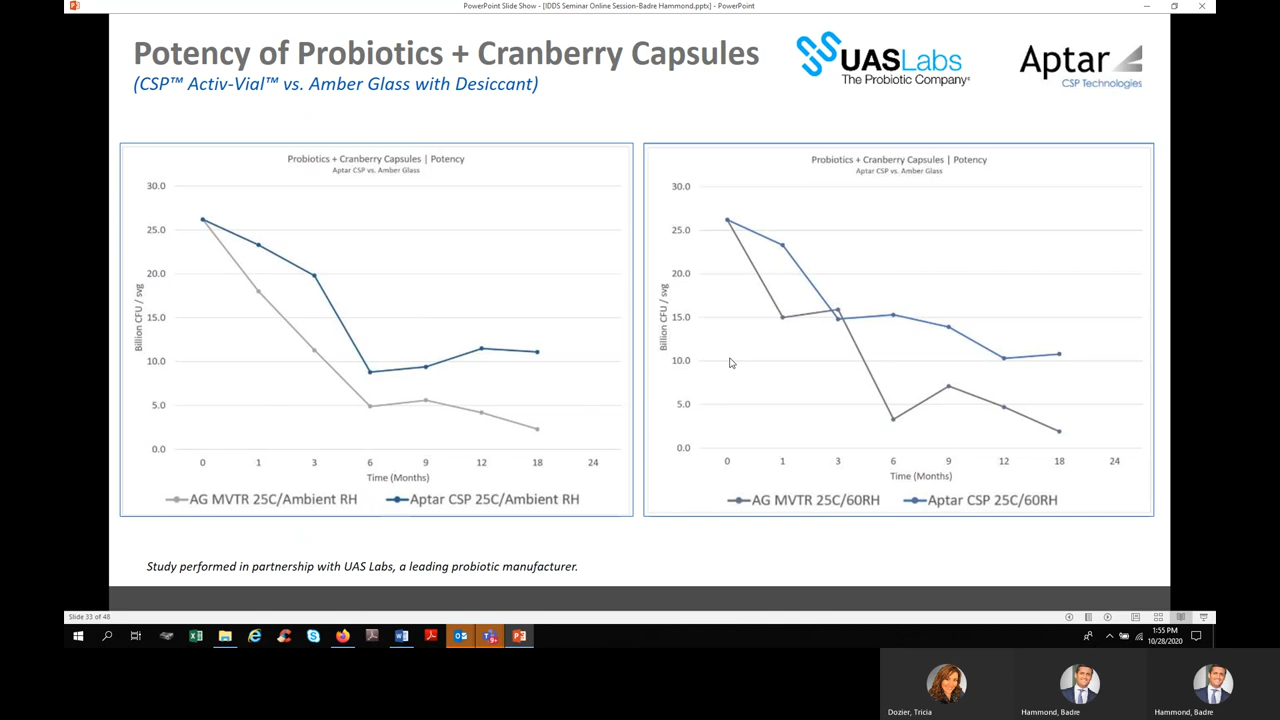 PowerPoint Slide Show - [IDDS Seminar Online Session-Badre Hammond.pptx] - PowerPoint
Potency of Probiotics + Cranberry Capsules
(CSP™ Activ-Vial™ vs. Amber Glass with Desiccant)
UASLabs
The Probiotic Company®
Aptar
CSP Technologies
Probiotics + Cranberry Capsules | Potency
Aptar CSP vs. Amber Glass
30.0
25.0
20.0
15.0
10.0
5.0
0.0
Billion CFU / svg
0 1 3 6 9 12 18 24
Time (Months)
AG MVTR 25C/Ambient RH Aptar CSP 25C/Ambient RH
Probiotics + Cranberry Capsules | Potency
Aptar CSP vs. Amber Glass
30.0
25.0
20.0
15.0
10.0
5.0
0.0
Billion CFU / svg
0 1 3 6 9 12 18 24
Time (Months)
AG MVTR 25C/60RH Aptar CSP 25C/60RH
Study performed in partnership with UAS Labs, a leading probiotic manufacturer.
Slide 33 of 48
1:55 PM
10/28/2020
Dozier, Tricia
Hammond, Badre
Hammond, Badre